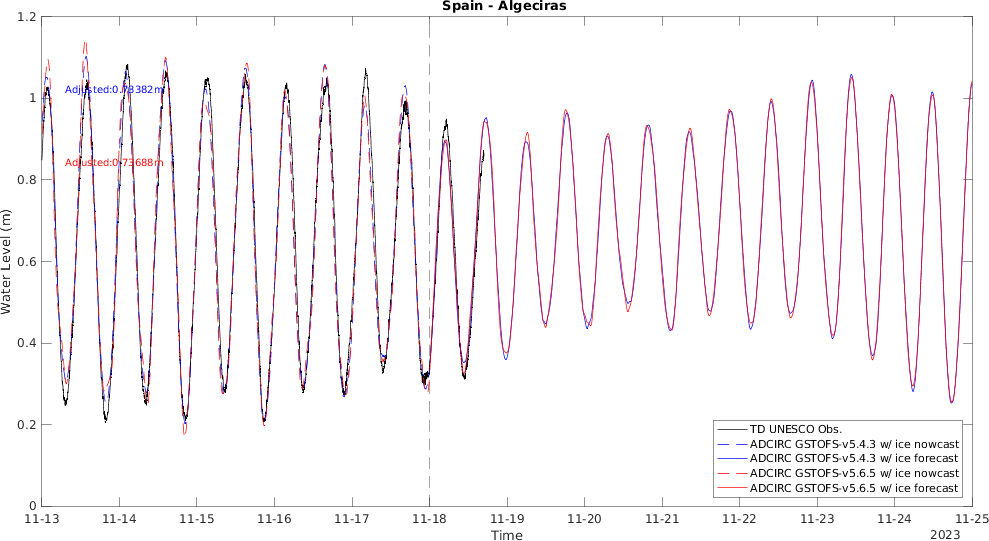 Spain - Algeciras
1.2
1
0.8
0.6
0.4
0.2
0
Water Level (m)
Adjusted:0.73382m
Adjusted:0.73688m
TD UNESCO Obs.
ADCIRC GSTOFS-v5.4.3 w/ ice nowcast
ADCIRC GSTOFS-v5.4.3 w/ ice forecast
ADCIRC GSTOFS-v5.6.5 w/ ice nowcast
ADCIRC GSTOFS-v5.6.5 w/ ice forecast
11-13 11-14 11-15 11-16 11-17 11-18 11-19 11-20 11-21 11-22 11-23 11-24 11-25
Time
2023